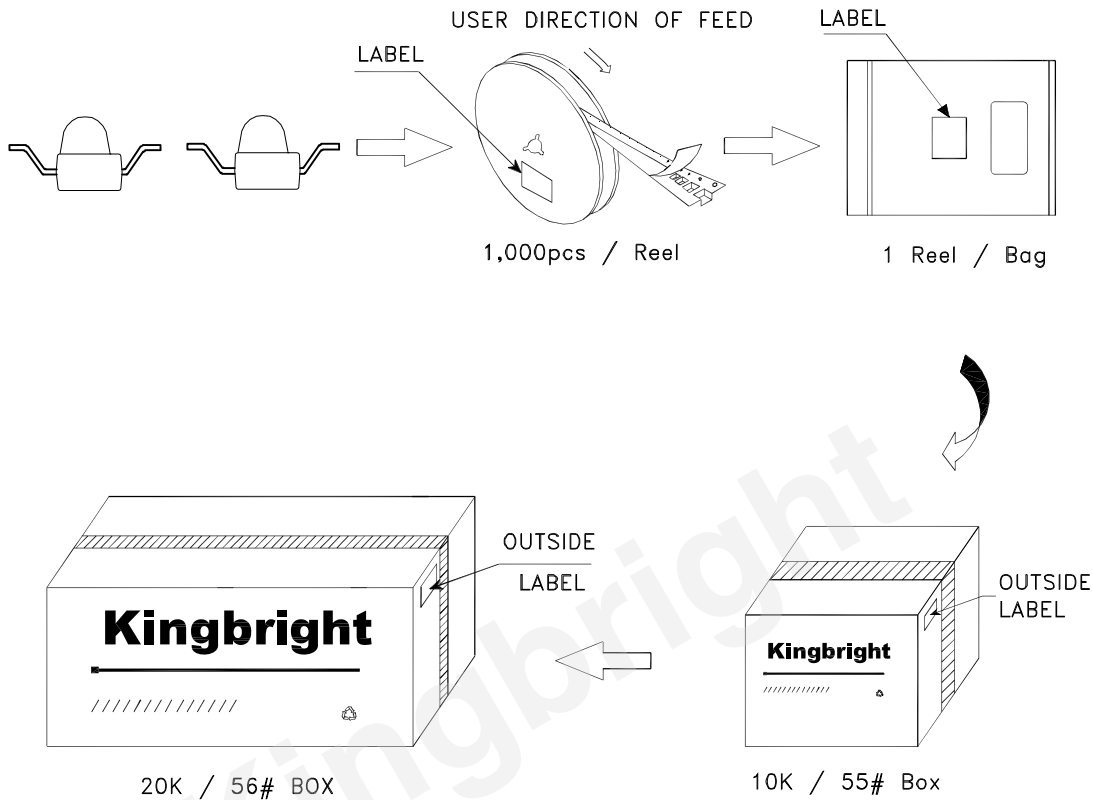 USER DIRECTION OF FEED
LABEL
LABEL
1,000pcs / Reel
1 Reel / Bag
OUTSIDE
LABEL
OUTSIDE
LABEL
Kingbright
Kingbright
20K / 56# BOX
10K / 55# Box
Kingbright